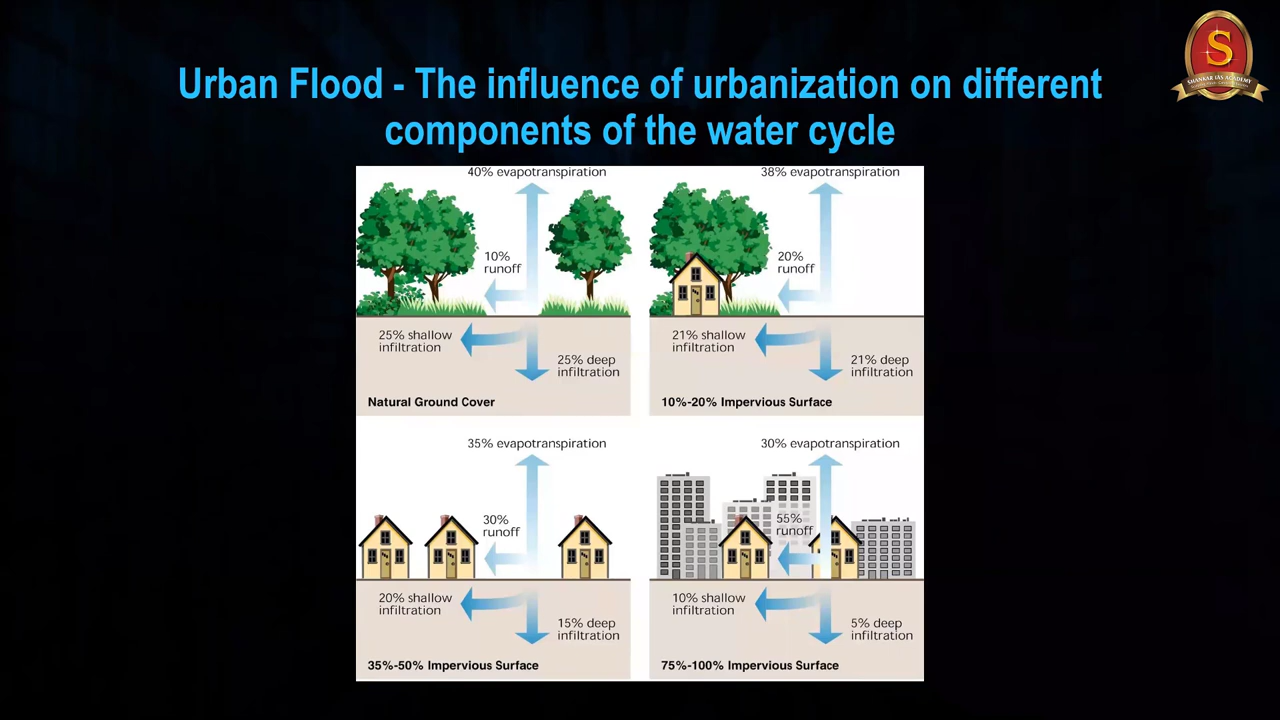 Urban Flood - The influence of urbanization on different
components of the water cycle
S
SHANKAR IAS ACADEMY
40% evapotranspiration
10%
runoff
25% shallow
infiltration
25% deep
infiltration
Natural Ground Cover
38% evapotranspiration
20%
runoff
21% shallow
infiltration
21% deep
infiltration
10%-20% Impervious Surface
35% evapotranspiration
30%
runoff
20% shallow
infiltration
15% deep
infiltration
35%-50% Impervious Surface
30% evapotranspiration
55%
runoff
10% shallow
infiltration
5% deep
infiltration
75%-100% Impervious Surface